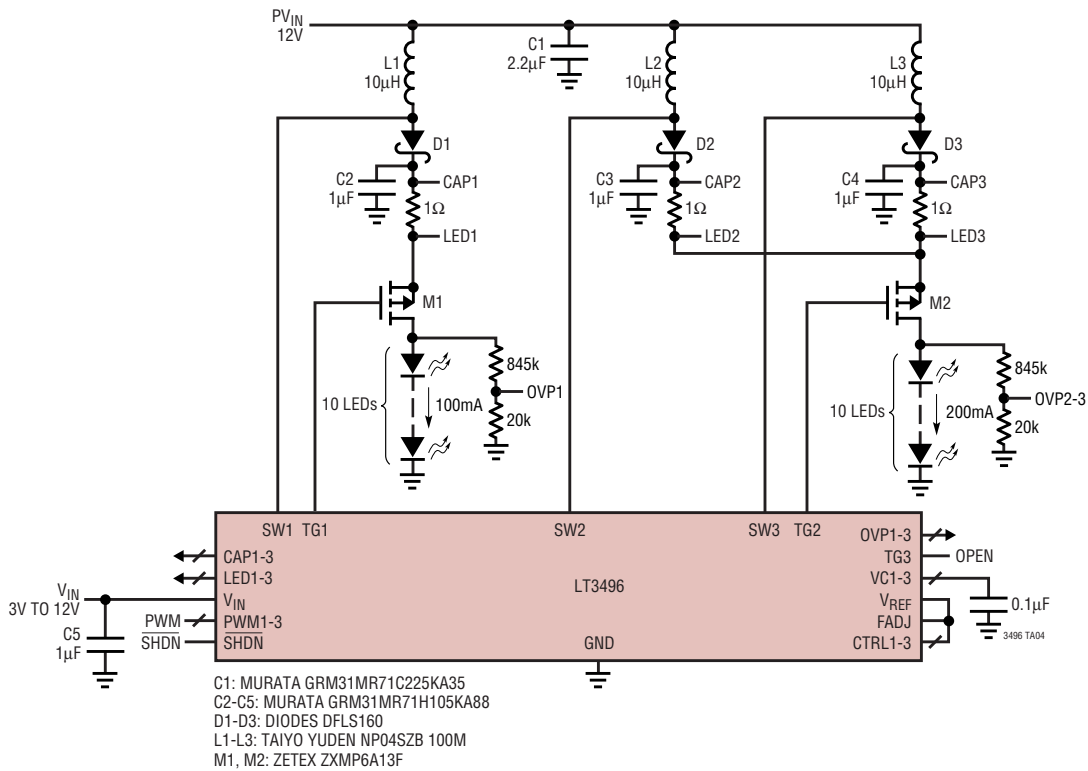 PVIN
12V
C1
2.2µF
L1
10µH
L2
10µH
L3
10µH
D1
D2
D3
C2
1µF
CAP1
C3
1µF
CAP2
C4
1µF
CAP3
1Ω
1Ω
1Ω
LED1
LED2
LED3
M1
M2
845k
845k
10 LEDs
100mA
OVP1
10 LEDs
200mA
OVP2-3
20k
20k
SW1
TG1
SW2
SW3
TG2
OVP1-3
CAP1-3
TG3
OPEN
LED1-3
LT3496
VC1-3
VIN
3V TO 12V
VIN
VREF
0.1µF
PWM
PWM1-3
FADJ
C5
1µF
SHDN
SHDN
GND
CTRL1-3
3496 TA04
C1: MURATA GRM31MR71C225KA35
C2-C5: MURATA GRM31MR71H105KA88
D1-D3: DIODES DFLS160
L1-L3: TAIYO YUDEN NP04SZB 100M
M1, M2: ZETEX ZXMP6A13F